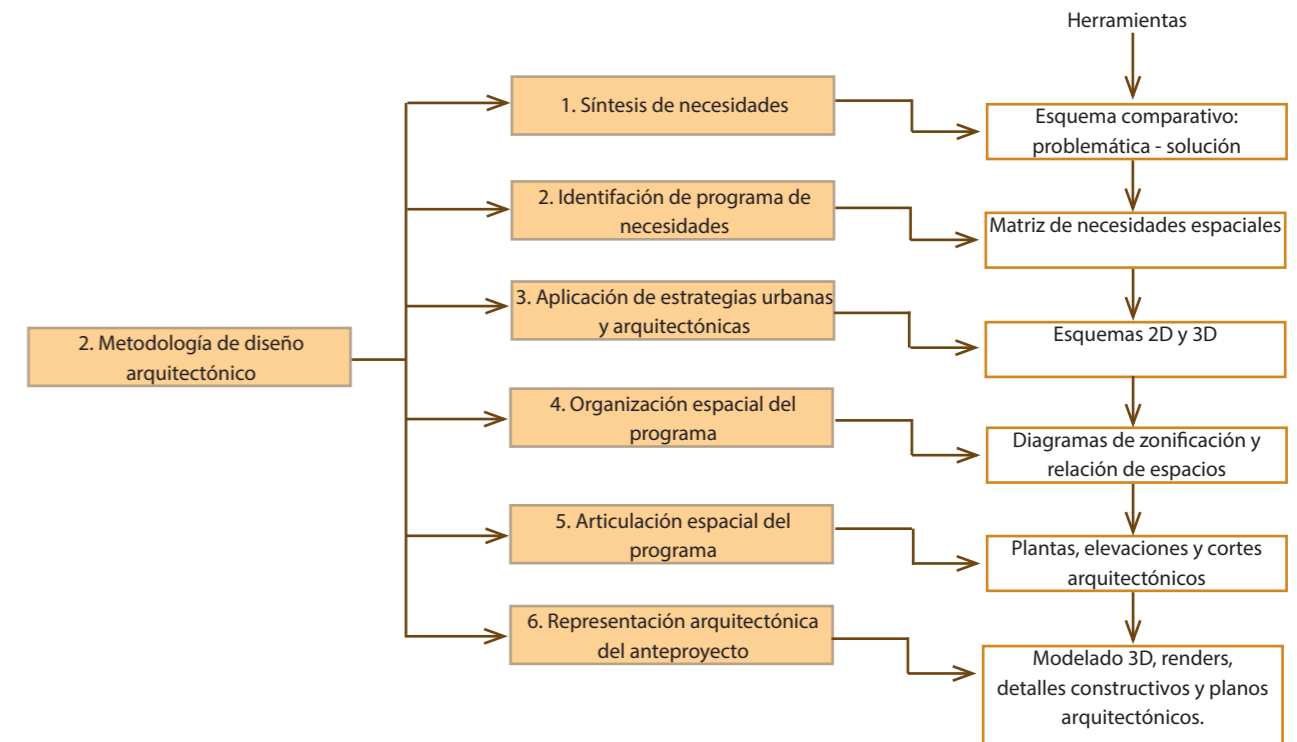 Herramientas
1. Síntesis de necesidades
Esquema comparativo:
problemática - solución
2. Identifación de programa de
necesidades
Matriz de necesidades espaciales
3. Aplicación de estrategias urbanas
y arquitectónicas
Esquemas 2D y 3D
2. Metodología de diseño
arquitectónico
4. Organización espacial del
programa
Diagramas de zonificación y
relación de espacios
5. Articulación espacial del
programa
Plantas, elevaciones y cortes
arquitectónicos
6. Representación arquitectónica
del anteproyecto
Modelado 3D, renders,
detalles constructivos y planos
arquitectónicos.